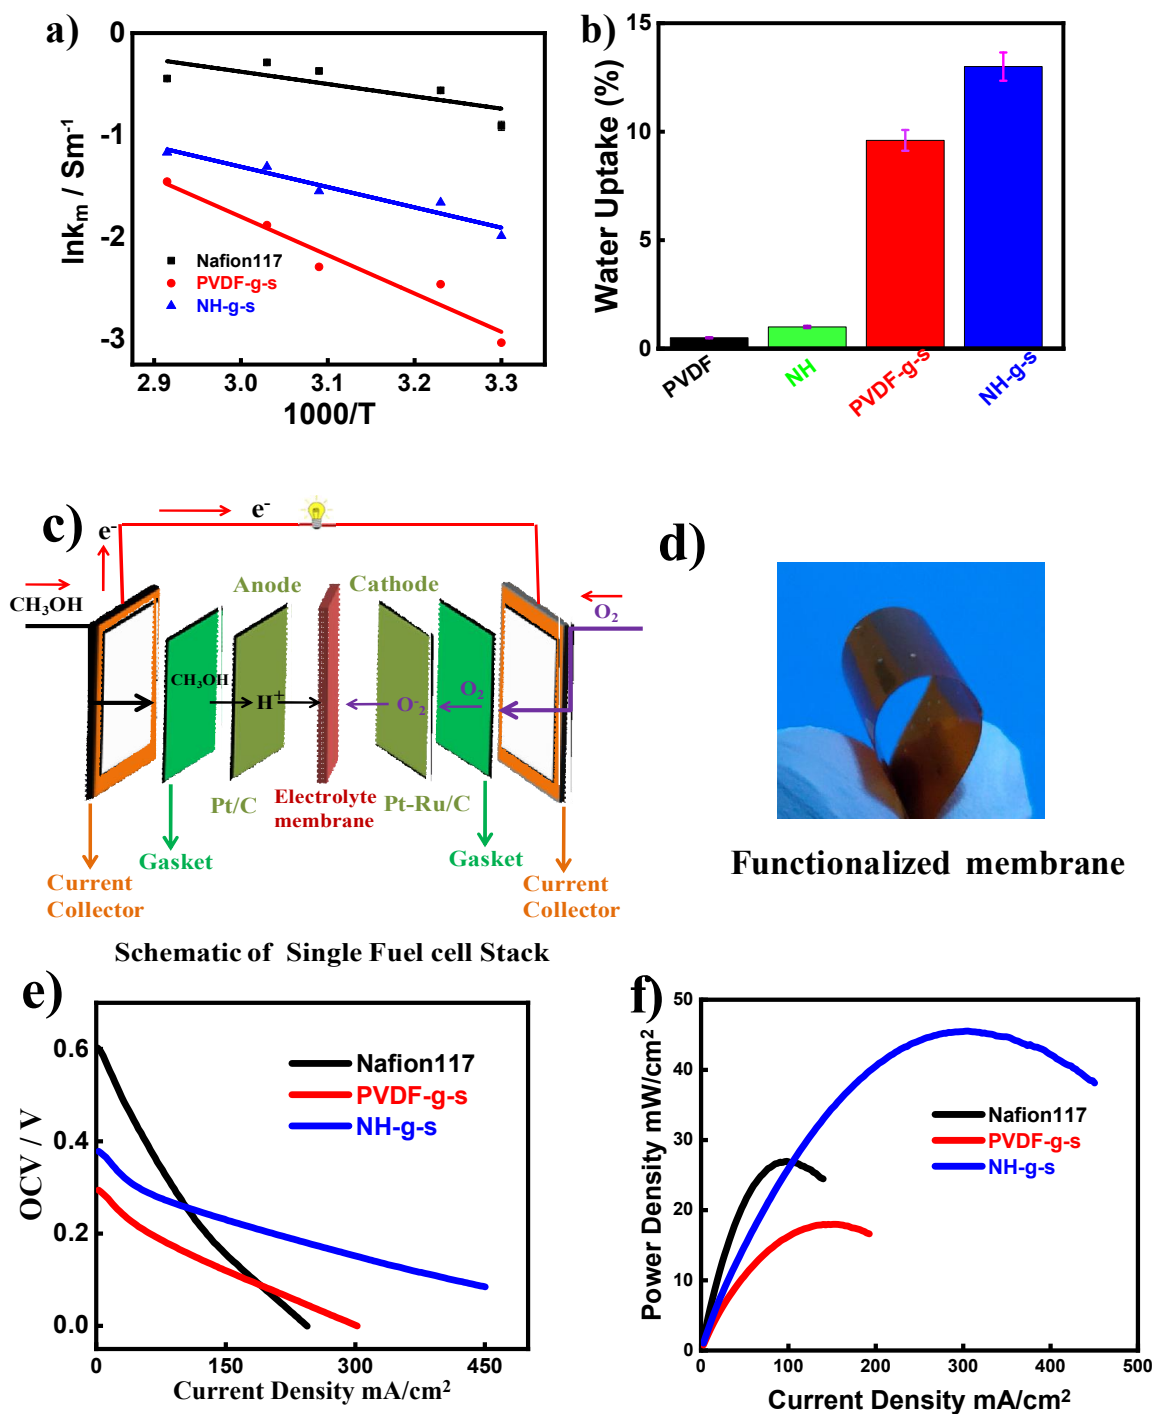 a)
lnkm / Sm-1
-0
-1
-2
-3
Nafion117
PVDF-g-s
NH-g-s
2.9 3.0 3.1 3.2 3.3
1000/T
b)
Water Uptake (%)
15
10
5
0
PVDF
NH
PVDF-g-s
NH-g-s
c)
e-
e-
CH3OH
Anode
Cathode
O2
CH3OH
H+
O-2
O2
Pt/C
Electrolyte
membrane
Pt-Ru/C
Gasket
Gasket
Current
Collector
Current
Collector
Schematic of Single Fuel cell Stack
d)
Functionalized membrane
e)
OCV / V
0.6
0.4
0.2
0.0
Nafion117
PVDF-g-s
NH-g-s
0 150 300 450
Current Density mA/cm2
f)
Power Density mW/cm2
50
40
30
20
10
0
Nafion117
PVDF-g-s
NH-g-s
0 100 200 300 400 500
Current Density mA/cm2